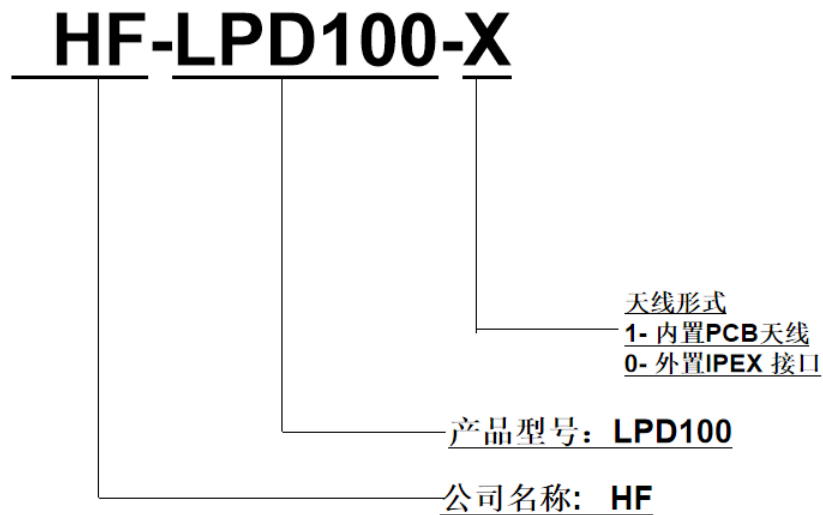 HF-LPD100-X
天线形式
1- 内置PCB天线
0- 外置IPEX 接口
产品型号：LPD100
公司名称: HF